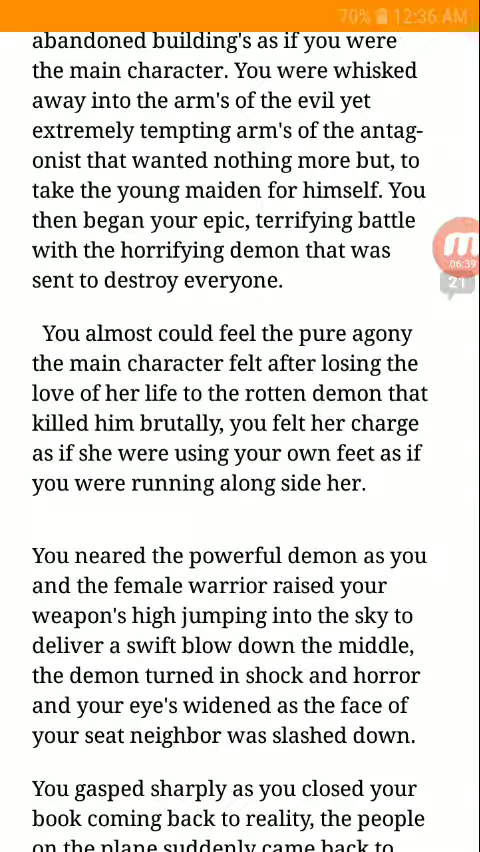 70% 12:36 AM
abandoned building's as if you were
the main character. You were whisked
away into the arm's of the evil yet
extremely tempting arm's of the antag-
onist that wanted nothing more but, to
take the young maiden for himself. You
then began your epic, terrifying battle
with the horrifying demon that was
sent to destroy everyone.
06:39
21
You almost could feel the pure agony
the main character felt after losing the
love of her life to the rotten demon that
killed him brutally, you felt her charge
as if she were using your own feet as if
you were running along side her.
You neared the powerful demon as you
and the female warrior raised your
weapon's high jumping into the sky to
deliver a swift blow down the middle,
the demon turned in shock and horror
and your eye's widened as the face of
your seat neighbor was slashed down.
You gasped sharply as you closed your
book coming back to reality, the people
on the plane suddenly came back to